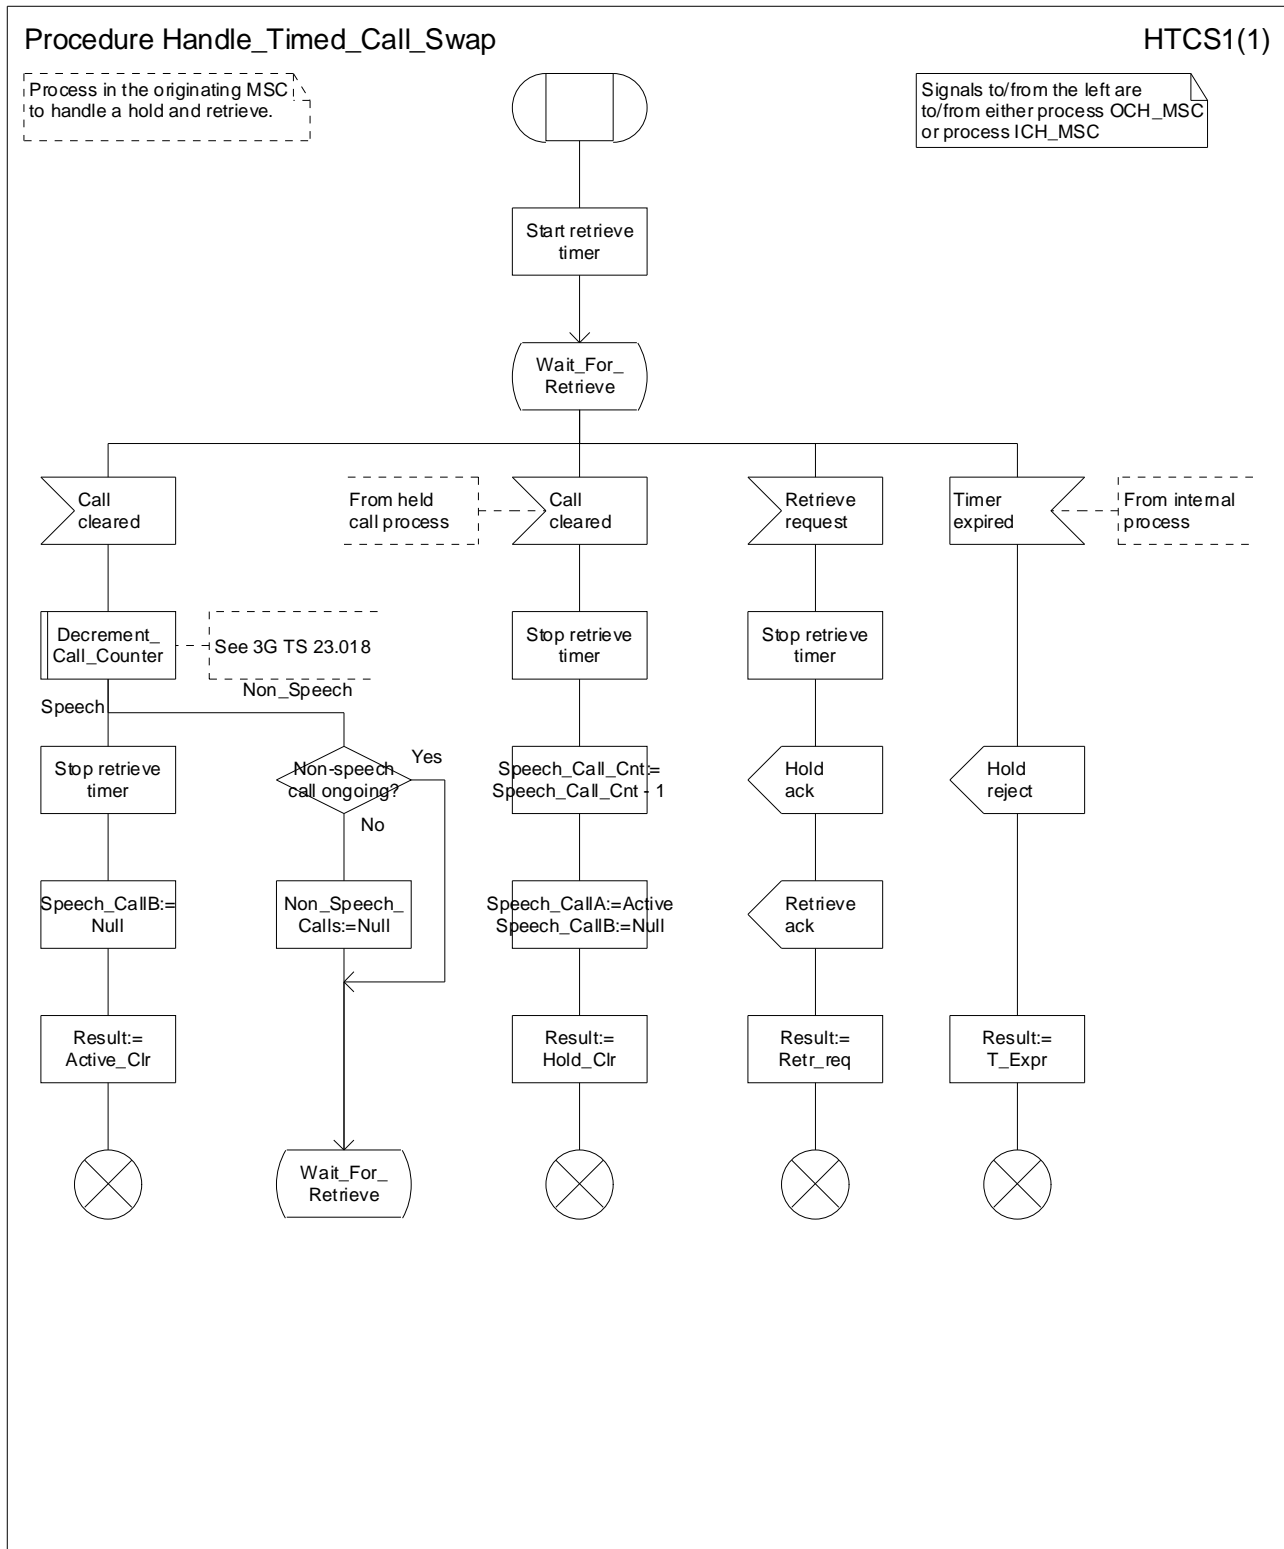 Procedure Handle_Timed_Call_Swap
HTCS1(1)
Process in the originating MSC
to handle a hold and retrieve.
Signals to/from the left are
to/from either process OCH_MSC
or process ICH_MSC
Start retrieve
timer
Wait_For_
Retrieve
Call
cleared
From held
call process
Call
cleared
Retrieve
request
Timer
expired
From internal
process
Decrement_
Call_Counter
See 3G TS 23.018
Stop retrieve
timer
Stop retrieve
timer
Speech
Non_Speech
Stop retrieve
timer
Non-speech
call ongoing?
Yes
No
Speech_Call_Cnt:=
Speech_Call_Cnt - 1
Hold
ack
Hold
reject
Speech_CallB:=
Null
Non_Speech_
Calls:=Null
Speech_CallA:=Active
Speech_CallB:=Null
Retrieve
ack
Result:=
Active_Clr
Result:=
Hold_Clr
Result:=
Retr_req
Result:=
T_Expr
Wait_For_
Retrieve